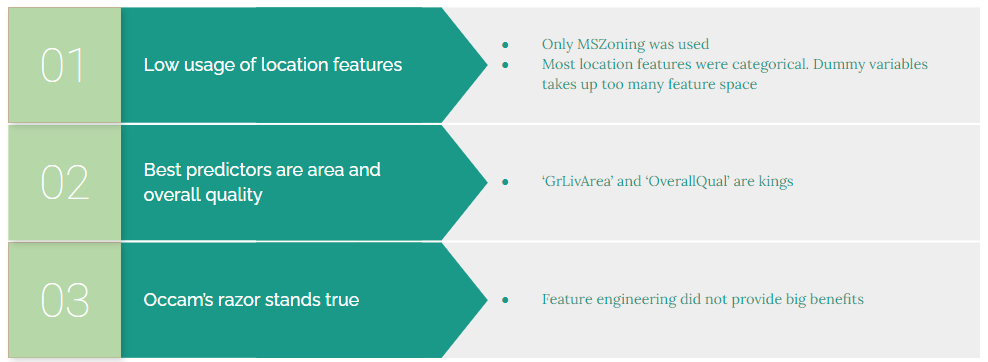 01
Low usage of location features
● Only MSZoning was used
● Most location features were categorical. Dummy variables
takes up too many feature space
02
Best predictors are area and
overall quality
● ‘GrLivArea’ and ‘OverallQual’ are kings
03
Occam’s razor stands true
● Feature engineering did not provide big benefits